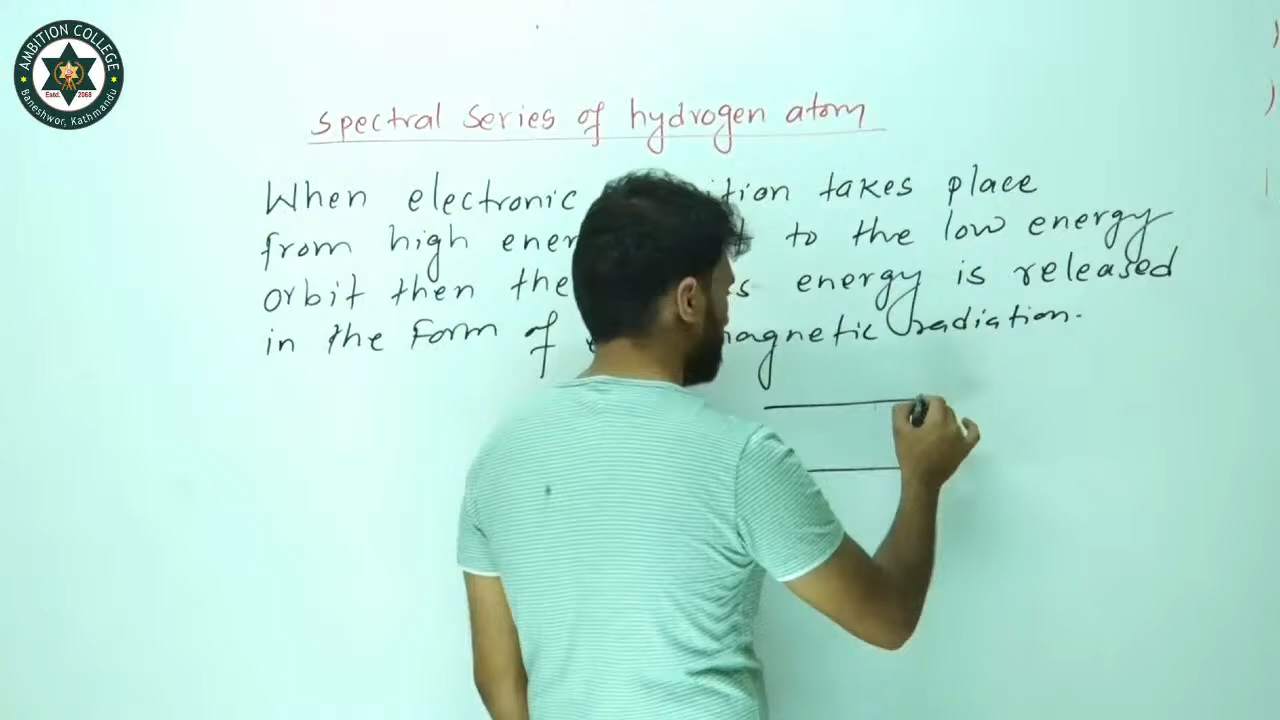 AMBITION COLLEGE
Estd. 2068
Baneshwor, Kathmandu
Spectral Series of hydrogen atom
When electronic ition takes place
from high ener to the low energy
orbit then the s energy is released
in the form of magnetic radiation.